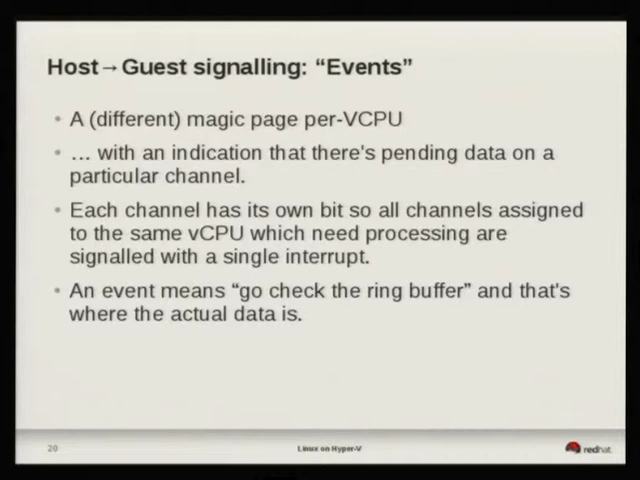 Host→Guest signalling: “Events”
• A (different) magic page per-VCPU
• … with an indication that there's pending data on a
particular channel.
• Each channel has its own bit so all channels assigned
to the same vCPU which need processing are
signalled with a single interrupt.
• An event means “go check the ring buffer” and that's
where the actual data is.
20
Linux on Hyper-V
redhat.